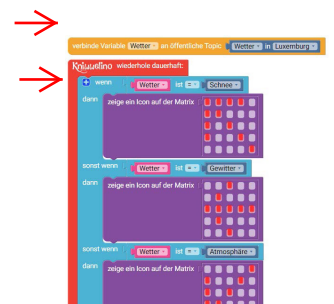 verbinde Variable Wetter an öffentliche Topic Wetter in Luxemburg
Kniwwelino wiederhole dauerhaft:
wenn Wetter ist = Schnee
dann zeige ein Icon auf der Matrix
sonst wenn Wetter ist = Gewitter
dann zeige ein Icon auf der Matrix
sonst wenn Wetter ist = Atmosphäre
dann zeige ein Icon auf der Matrix